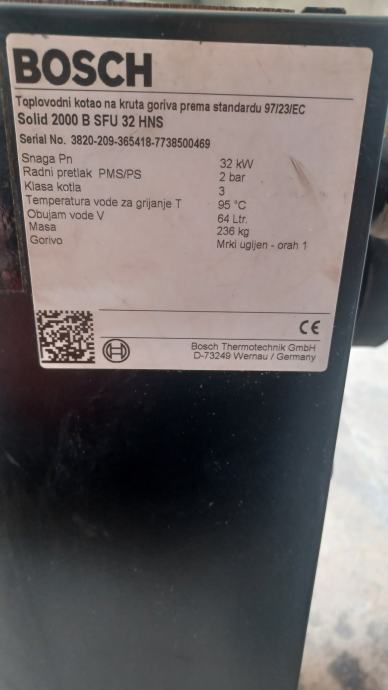 BOSCH
Toplovodni kotao na kruta goriva prema standardu 97/23/EC
Solid 2000 B SFU 32 HNS
Serial No. 3820-209-365418-7738500469
Snaga Pn 32 kW
Radni pretlak PMS/PS 2 bar
Klasa kotla 3
Temperatura vode za grijanje T 95 °C
Obujam vode V 64 Ltr.
Masa 236 kg
Gorivo Mrki ugljen - orah 1
CE
Bosch Thermotechnik GmbH
D-73249 Wernau / Germany